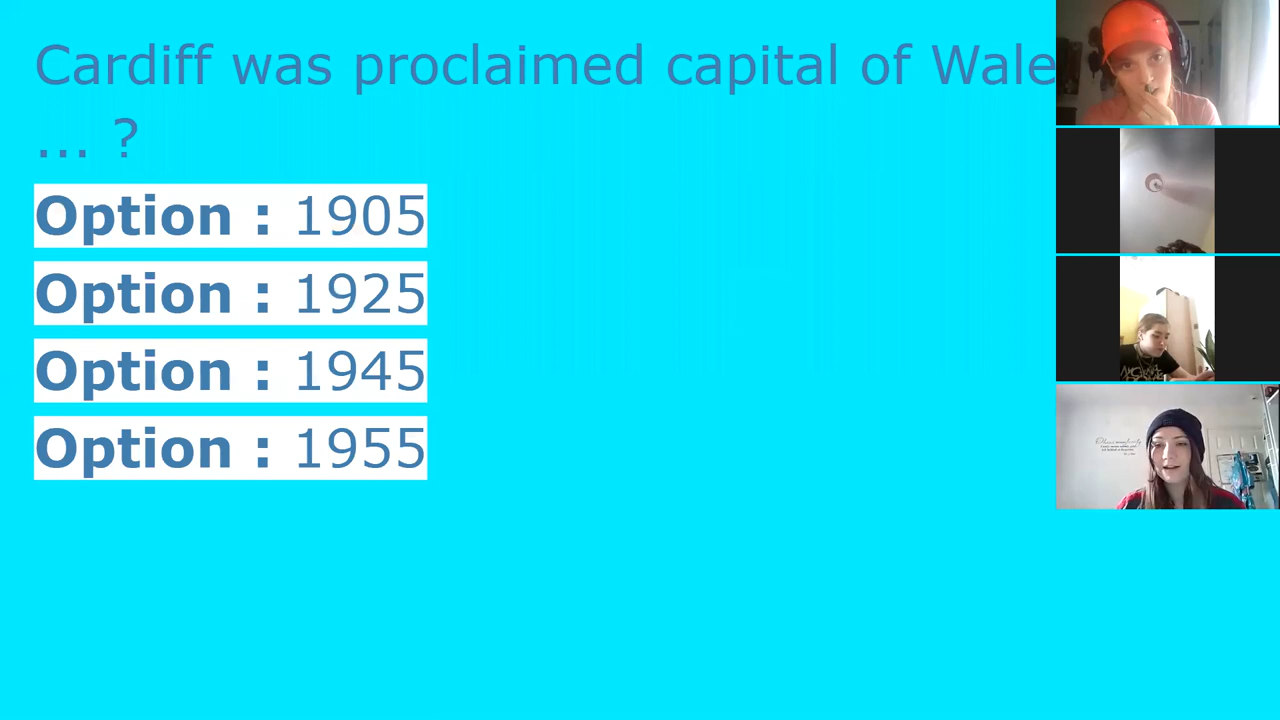 Cardiff was proclaimed capital of Wale
... ?
Option : 1905
Option : 1925
Option : 1945
Option : 1955